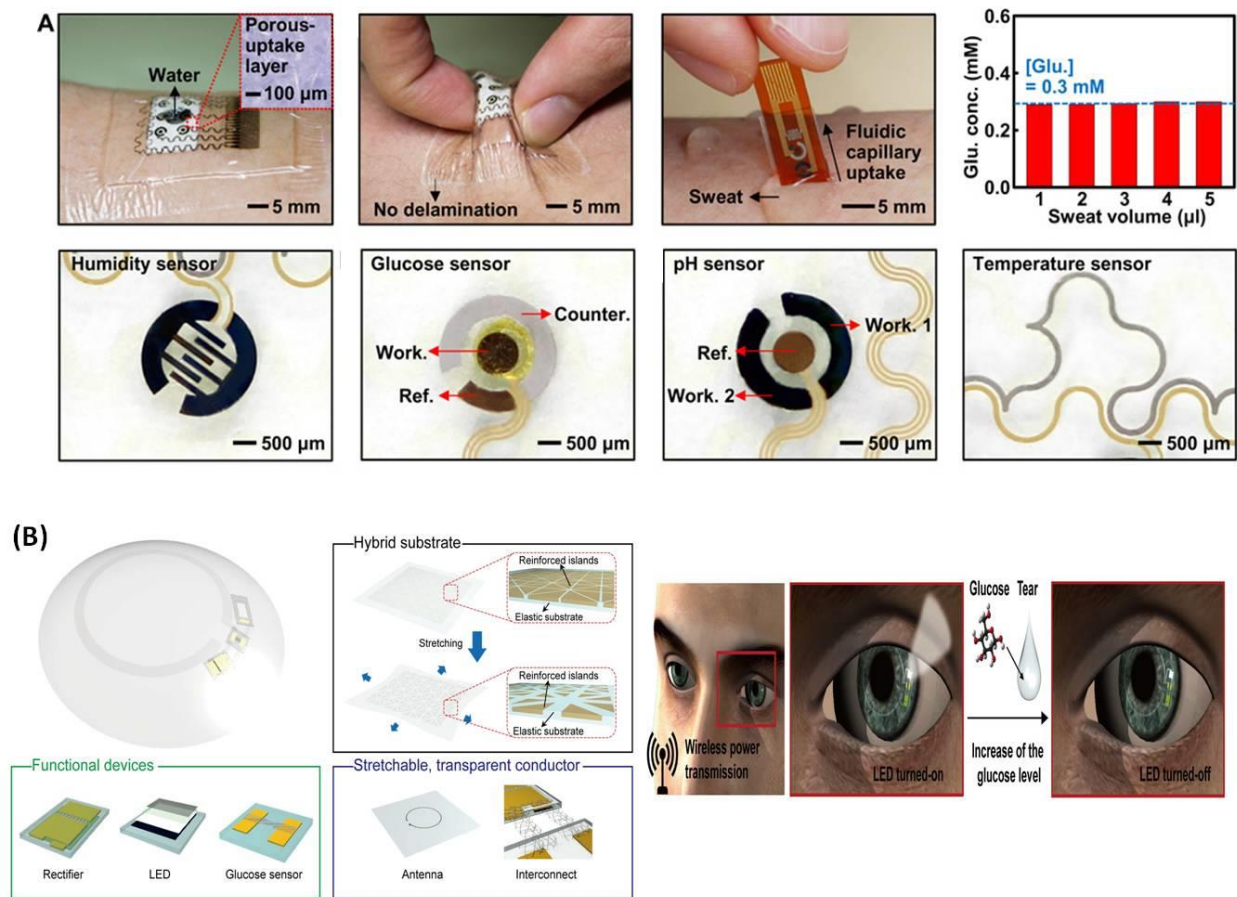 A
Porous-
uptake
layer
100 µm
Water
5 mm
No delamination
5 mm
Fluidic
capillary
uptake
Sweat
5 mm
Glu. conc. (mM)
0.6
0.4
0.2
0.0
[Glu.]
= 0.3 mM
1 2 3 4 5
Sweat volume (µl)
Humidity sensor
500 µm
Glucose sensor
Counter.
Work.
Ref.
500 µm
pH sensor
Work. 1
Ref.
Work. 2
500 µm
Temperature sensor
500 µm
(B)
Hybrid substrate
Reinforced islands
Elastic substrate
Stretching
Reinforced islands
Elastic substrate
Functional devices
Rectifier
LED
Glucose sensor
Stretchable, transparent conductor
Antenna
Interconnect
Wireless power
transmission
LED turned-on
Glucose Tear
Increase of the
glucose level
LED turned-off